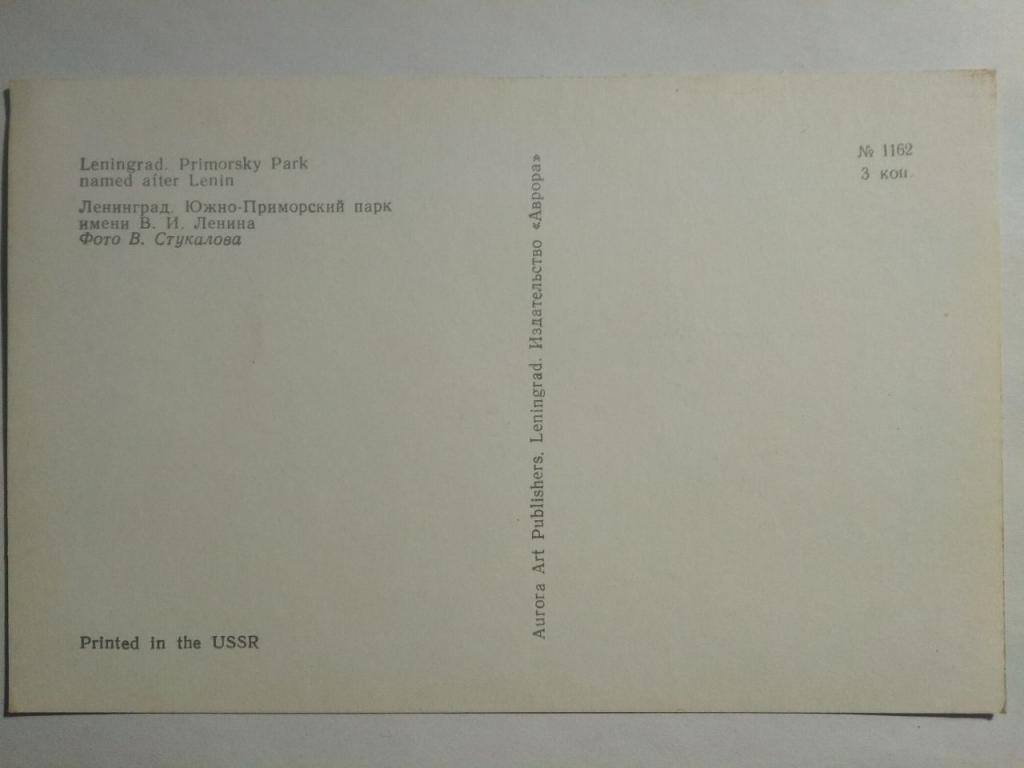 Leningrad. Primorsky Park
named after Lenin
Ленинград. Южно-Приморский парк
имени В. И. Ленина
Фото В. Стукалова
Printed in the USSR
Aurora Art Publishers, Leningrad. Издательство «Аврора»
№ 1162
3 коп.